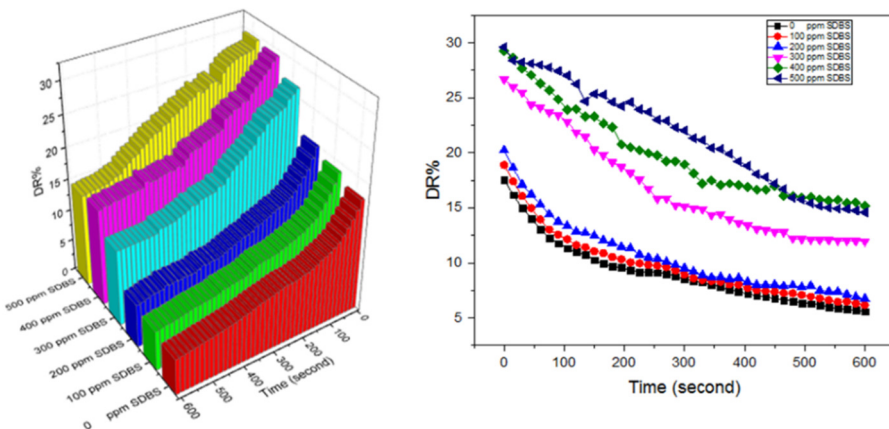 30
25
20
15
10
5
0
DR%
500 ppm SDBS
400 ppm SDBS
300 ppm SDBS
200 ppm SDBS
100 ppm SDBS
0 ppm SDBS
600
500
400
300
200
100
0
Time (second)
0 ppm SDBS
100 ppm SDBS
200 ppm SDBS
300 ppm SDBS
400 ppm SDBS
500 ppm SDBS
30
25
20
15
10
5
DR%
0 100 200 300 400 500 600
Time (second)